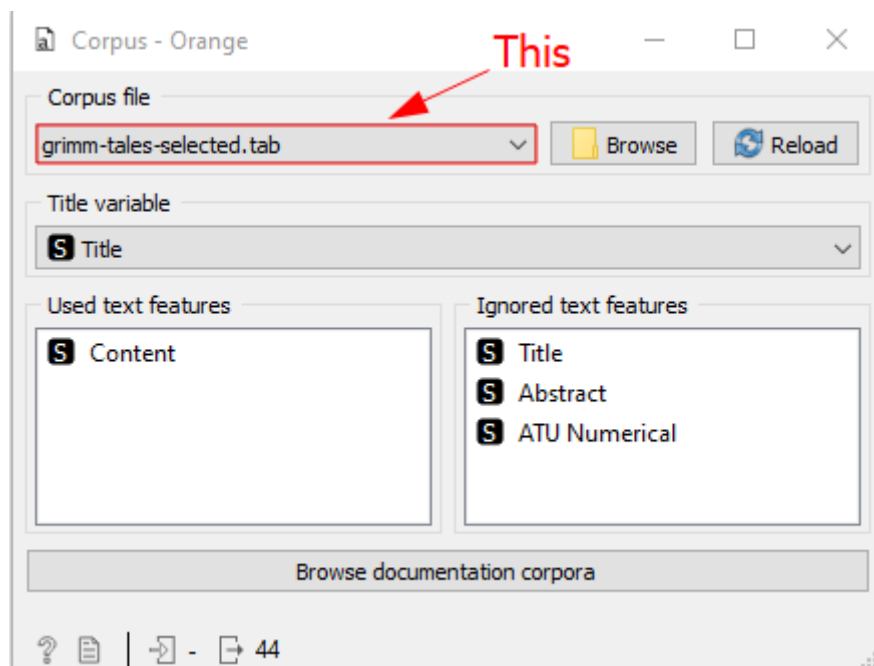 Corpus - Orange
This
Corpus file
grimm-tales-selected.tab Browse Reload
Title variable
S Title
Used text features
S Content
Ignored text features
S Title
S Abstract
S ATU Numerical
Browse documentation corpora
? - 44